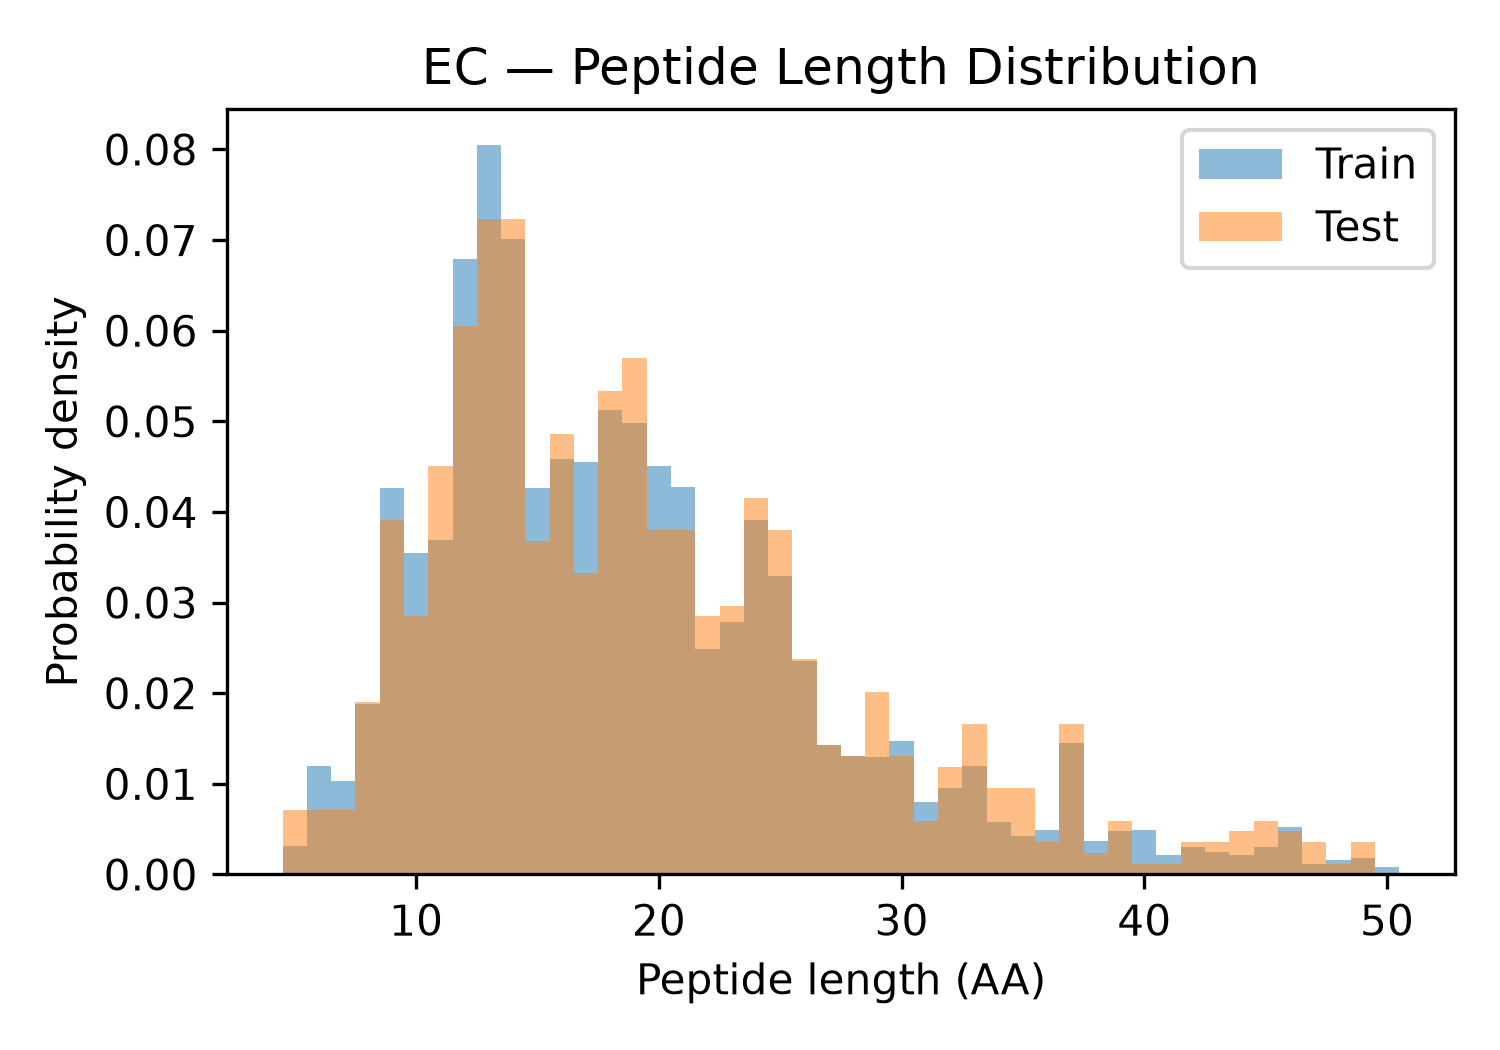 EC — Peptide Length Distribution
Train
Test
Probability density
0.08
0.07
0.06
0.05
0.04
0.03
0.02
0.01
0.00
10 20 30 40 50
Peptide length (AA)